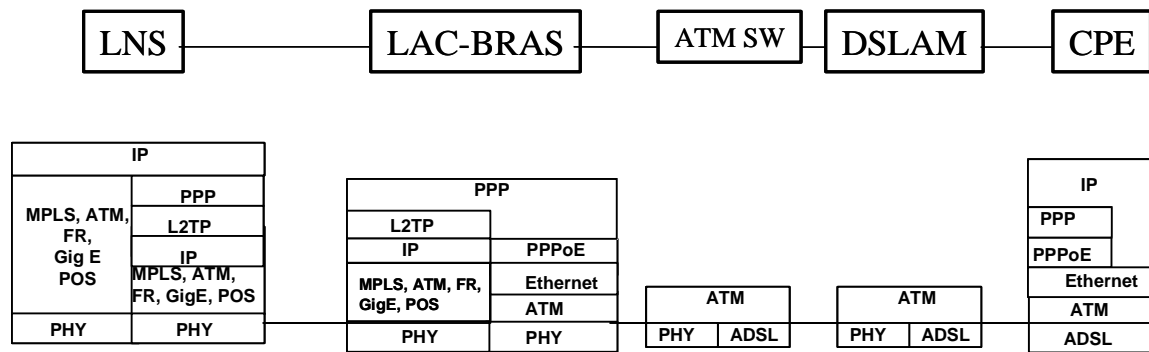 LNS
LAC-BRAS
ATM SW
DSLAM
CPE
IP
MPLS, ATM,
FR,
Gig E
POS
PPP
L2TP
IP
MPLS, ATM,
FR, GigE, POS
PHY
PHY
PPP
L2TP
IP
MPLS, ATM, FR,
GigE, POS
PHY
PPPoE
Ethernet
ATM
PHY
ATM
PHY
ADSL
ATM
PHY
ADSL
IP
PPP
PPPoE
Ethernet
ATM
ADSL